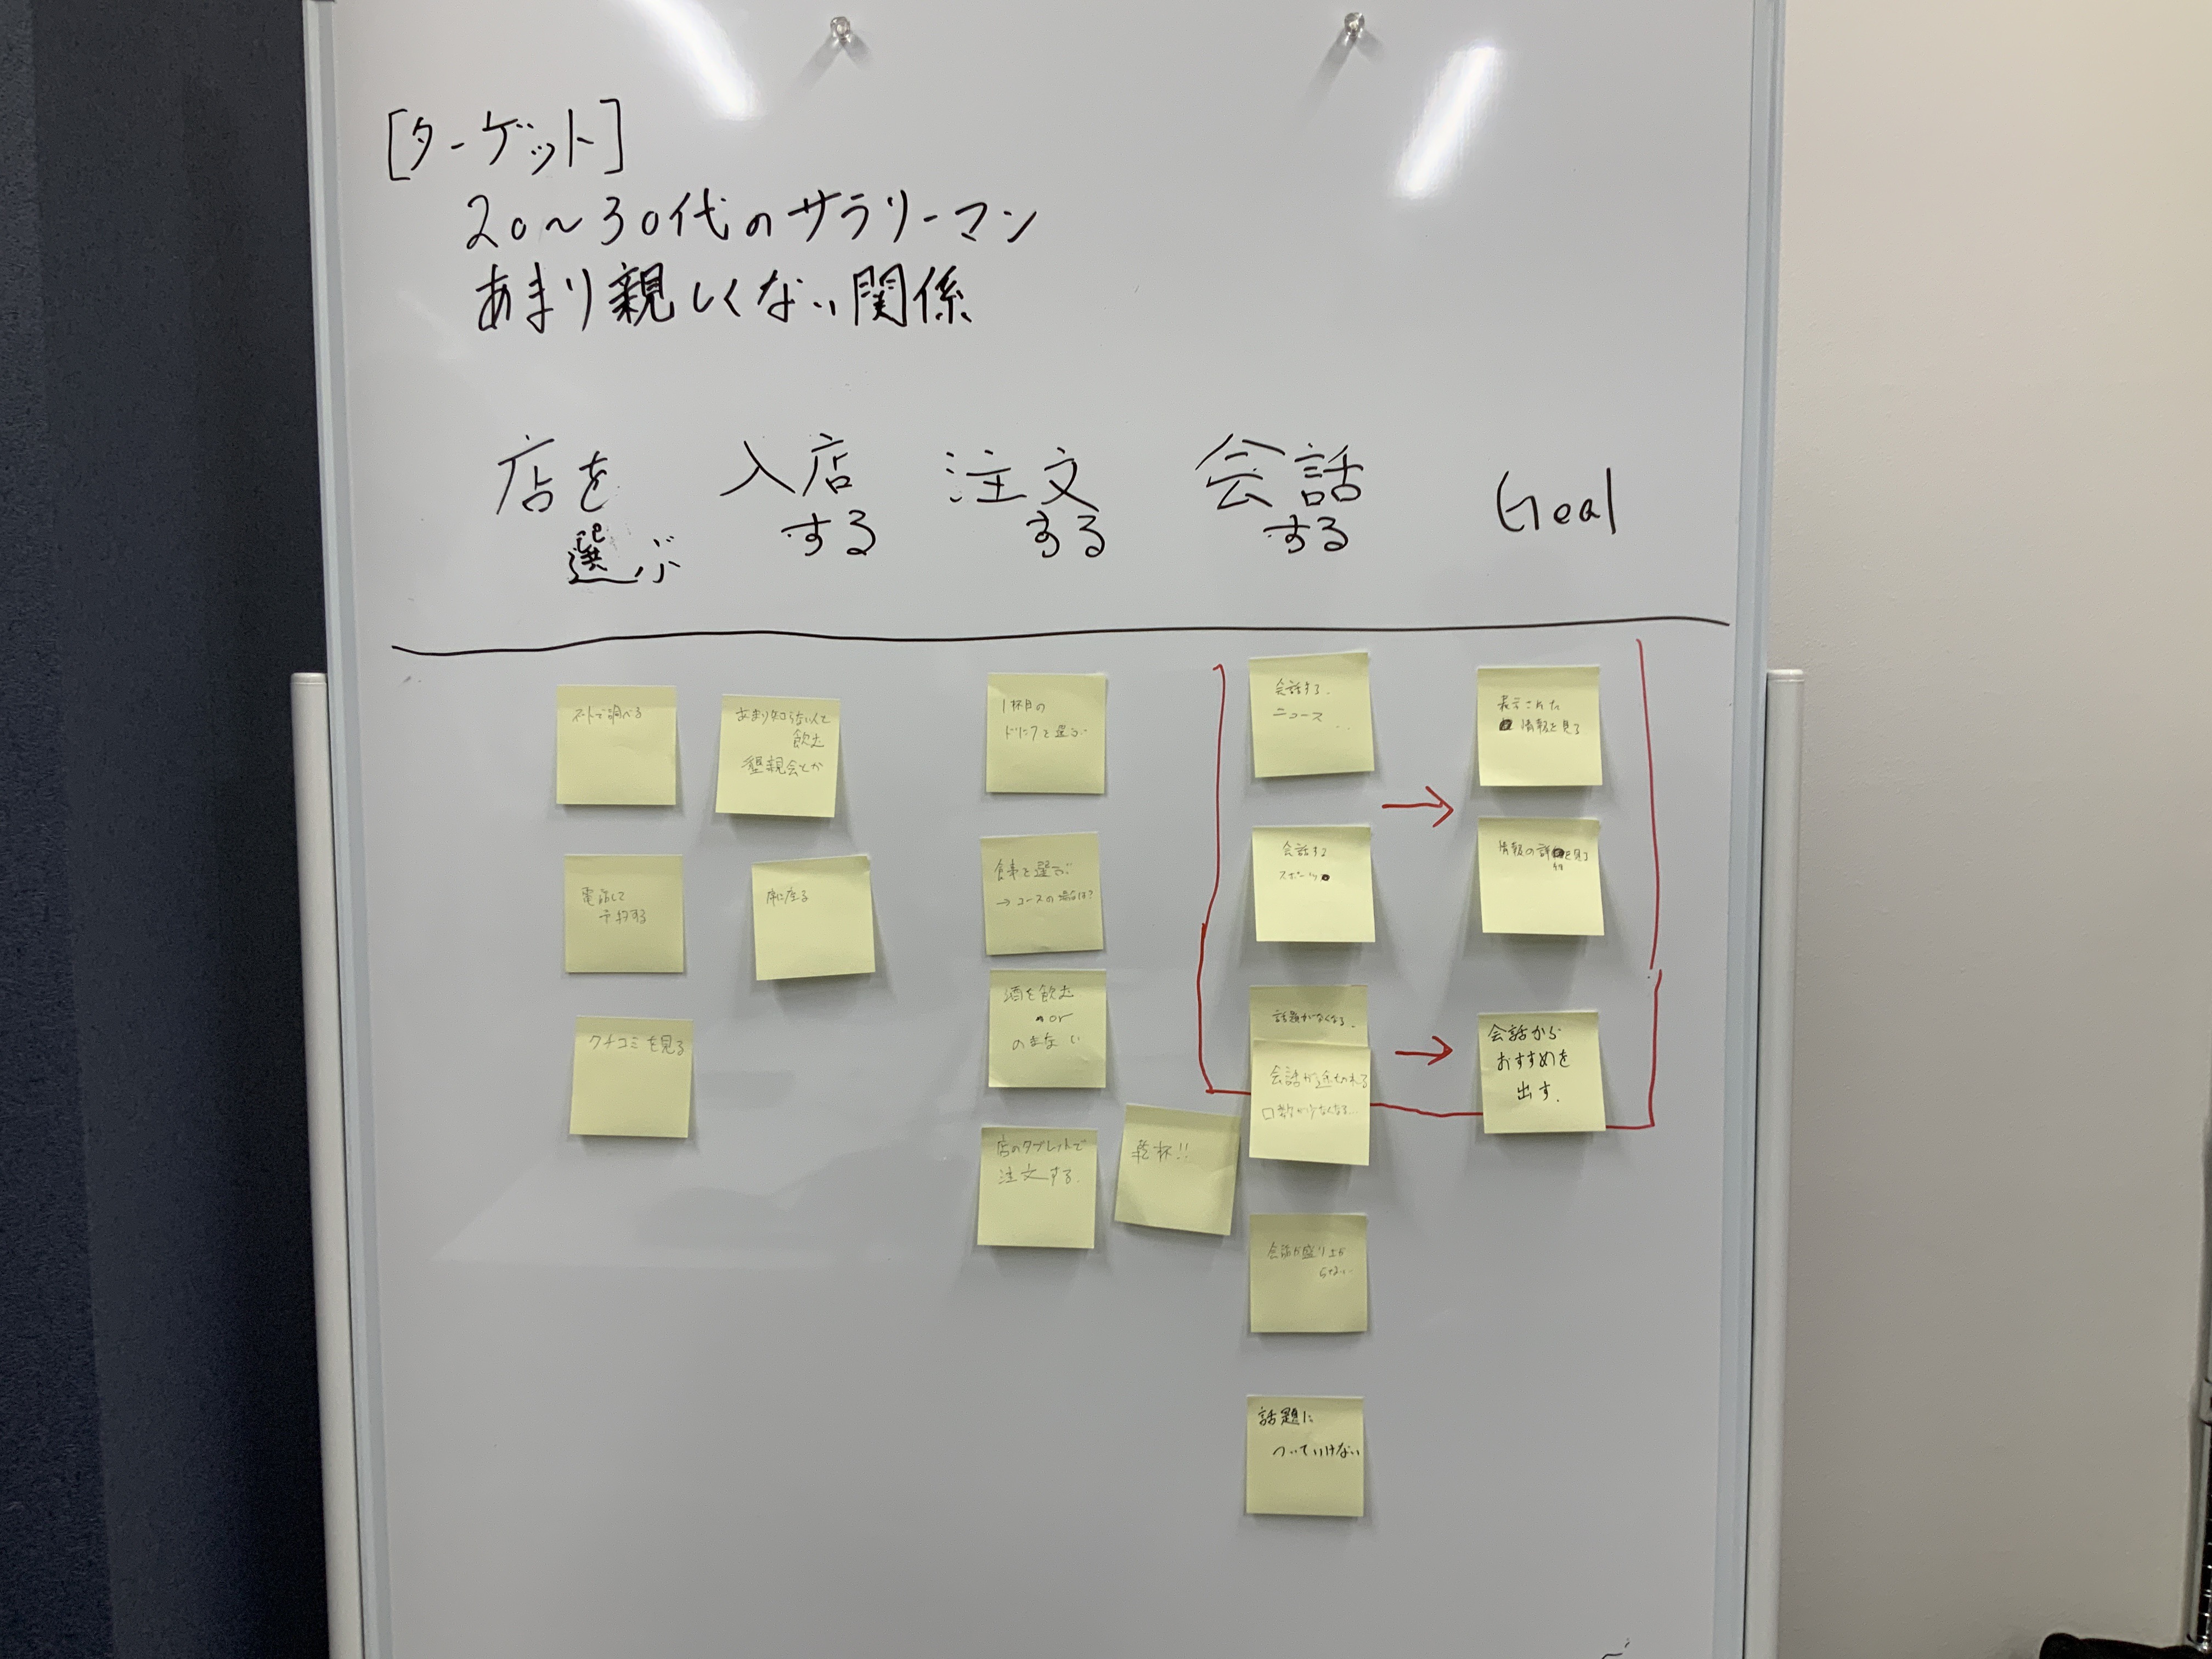 [ターゲット]
20~30代のサラリーマン
あまり親しくない関係
店を
選ぶ
入店
する
注文
する
会話
する
Goal
ネットで調べる
電話して
予約する
クチコミを見る
あまり知らない人と
飲む
懇親会とか
席に座る
1杯目の
ドリンクを選ぶ
食事を選ぶ
→コースの場合は?
酒を飲む
or
のまない
店のタブレットで
注文する.
乾杯!!
会話する.
ニュース
...
会話する
スポーツ
話題がなくなる.
会話が途切れる
口数が少なくなる...
会話が盛り上が
らない
話題に
ついていけない
表示された
情報を見る
情報の詳細を見る
会話から
おすすめを
出す.